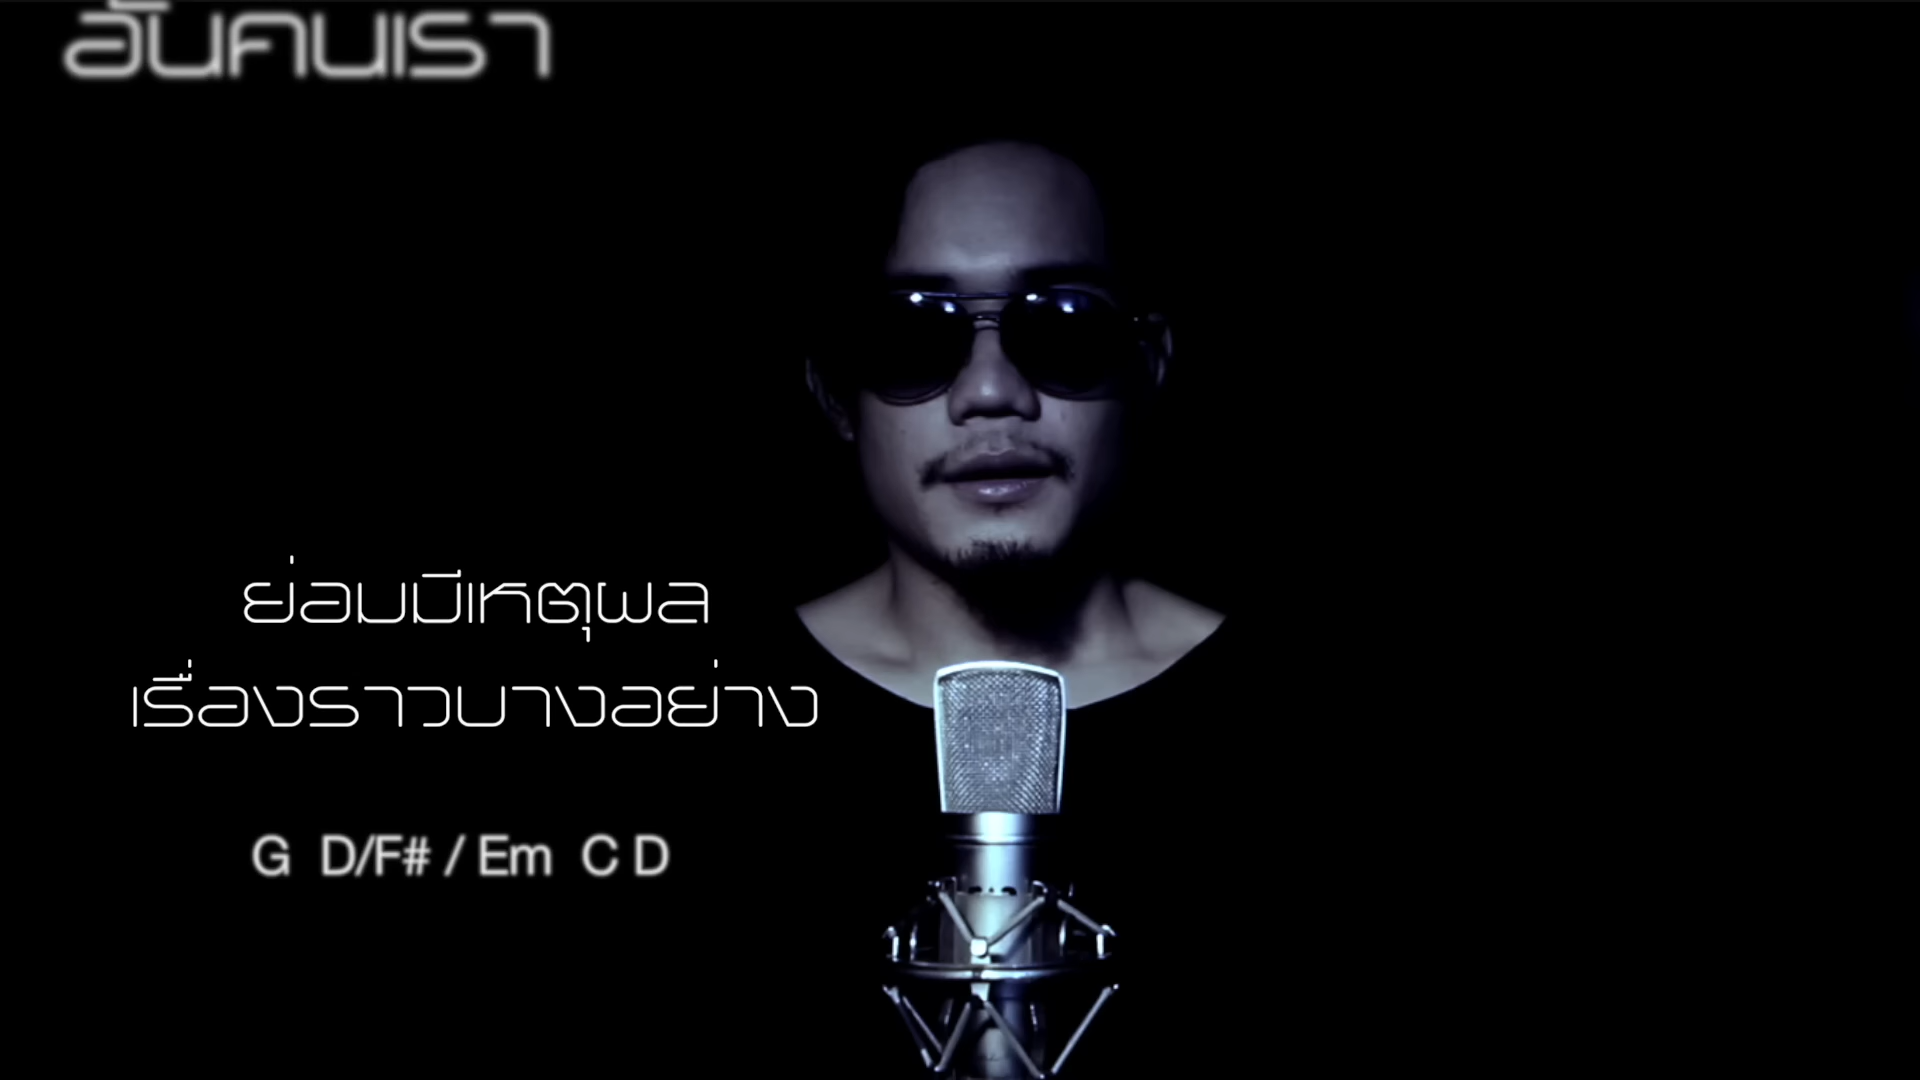 อันคนเรา
ย่อมมีเหตุผล
เรื่องราวบางอย่าง
G D/F# / Em C D